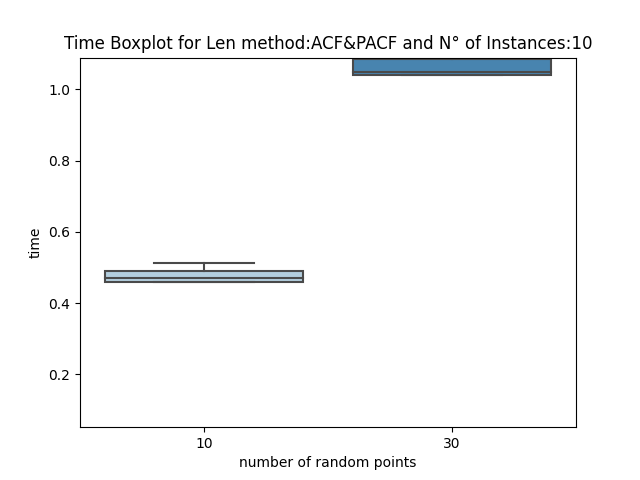 Time Boxplot for Len method:ACF&PACF and N° of Instances:10
1.0
0.8
0.6
0.4
0.2
time
10 30
number of random points